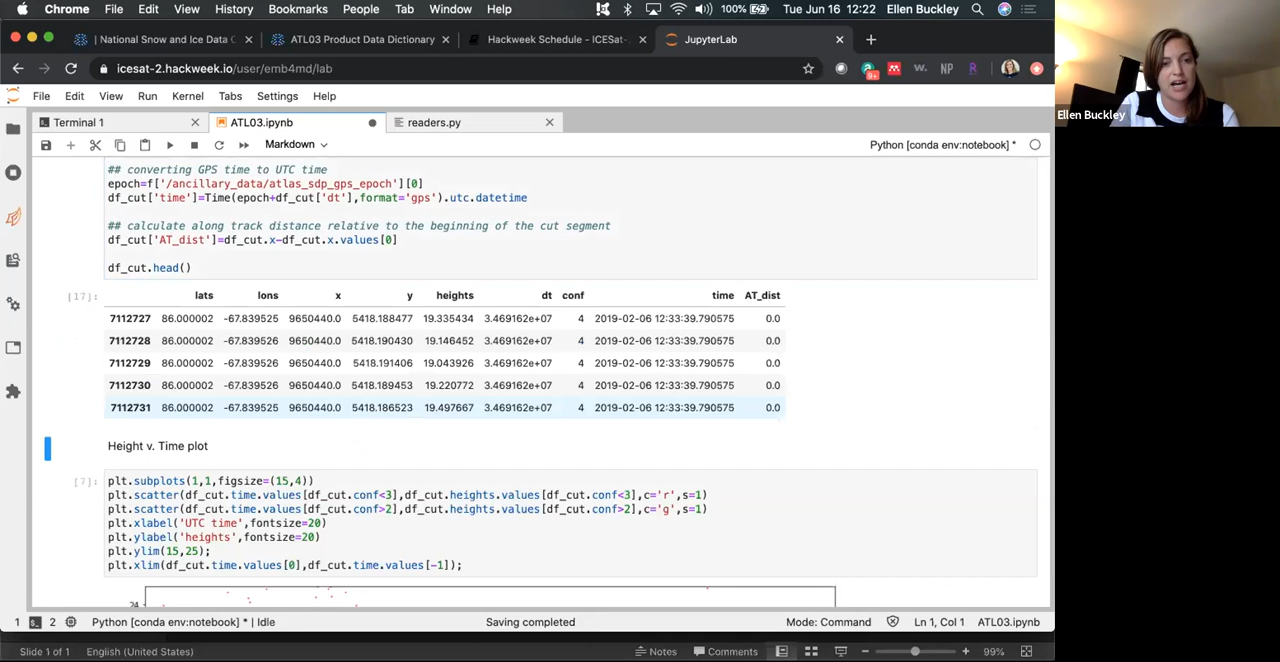 Chrome File Edit View History Bookmarks People Tab Window Help 100% Tue Jun 16 12:22 Ellen Buckley
| National Snow and Ice Data C ATL03 Product Data Dictionary Hackweek Schedule - ICESat- JupyterLab
icesat-2.hackweek.io/user/emb4md/lab 9+ w. NP R
Ellen Buckley
File Edit View Run Kernel Tabs Settings Help
Terminal 1 ATL03.ipynb readers.py
Markdown Python [conda env:notebook] *
## converting GPS time to UTC time
epoch=f['/ancillary_data/atlas_sdp_gps_epoch'][0]
df_cut['time']=Time(epoch+df_cut['dt'],format='gps').utc.datetime
## calculate along track distance relative to the beginning of the cut segment
df_cut['AT_dist']=df_cut.x-df_cut.x.values[0]
df_cut.head()
[17]: lats lons x y heights dt conf time AT_dist
7112727 86.000002 -67.839526 9650440.0 5418.188477 19.335434 3.469162e+07 4 2019-02-06 12:33:39.790575 0.0
7112728 86.000002 -67.839526 9650440.0 5418.190430 19.146452 3.469162e+07 4 2019-02-06 12:33:39.790575 0.0
7112729 86.000002 -67.839525 9650440.0 5418.191406 19.043926 3.469162e+07 4 2019-02-06 12:33:39.790575 0.0
7112730 86.000002 -67.839525 9650440.0 5418.189453 19.220772 3.469162e+07 4 2019-02-06 12:33:39.790575 0.0
7112731 86.000002 -67.839525 9650440.0 5418.186523 19.497667 3.469162e+07 4 2019-02-06 12:33:39.790575 0.0
Height v. Time plot
[7]: plt.subplots(1,1,figsize=(15,4))
plt.scatter(df_cut.time.values[df_cut.conf<3],df_cut.heights.values[df_cut.conf<3],c='r',s=1)
plt.scatter(df_cut.time.values[df_cut.conf>2],df_cut.heights.values[df_cut.conf>2],c='g',s=1)
plt.xlabel('UTC time',fontsize=20)
plt.ylabel('heights',fontsize=20)
plt.ylim(15,25);
plt.xlim(df_cut.time.values[0],df_cut.time.values[-1]);
24
1 2 Python [conda env:notebook] * | Idle Saving completed Mode: Command Ln 1, Col 1 ATL03.ipynb
Slide 1 of 1 English (United States) Notes Comments 99%